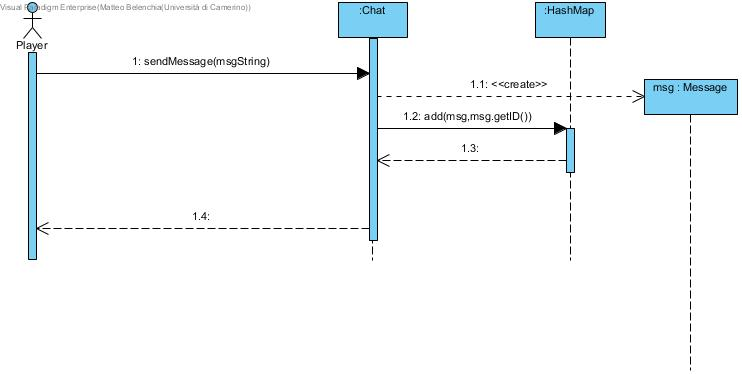 Visual Paradigm Enterprise(Matteo Belenchia(Università di Camerino))
:Chat
:HashMap
Player
1: sendMessage(msgString)
1.1: <<create>>
msg : Message
1.2: add(msg,msg.getID())
1.3:
1.4: